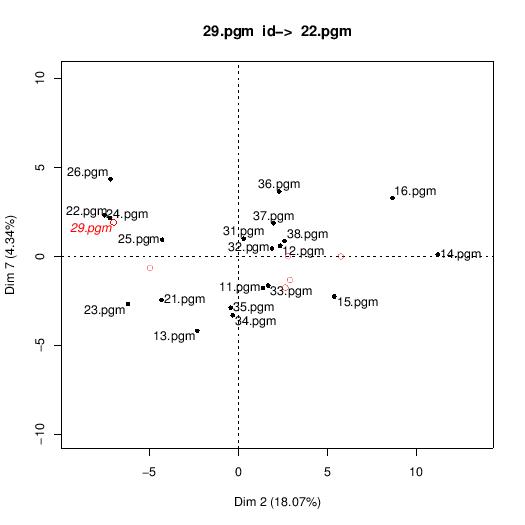 29.pgm id-> 22.pgm
10
5
0
-5
-10
Dim 7 (4.34%)
26.pgm
36.pgm
16.pgm
22.pgm
24.pgm
29.pgm
37.pgm
31.pgm
38.pgm
25.pgm
32.pgm
12.pgm
14.pgm
11.pgm
33.pgm
23.pgm
21.pgm
15.pgm
35.pgm
34.pgm
13.pgm
-5
0
5
10
Dim 2 (18.07%)